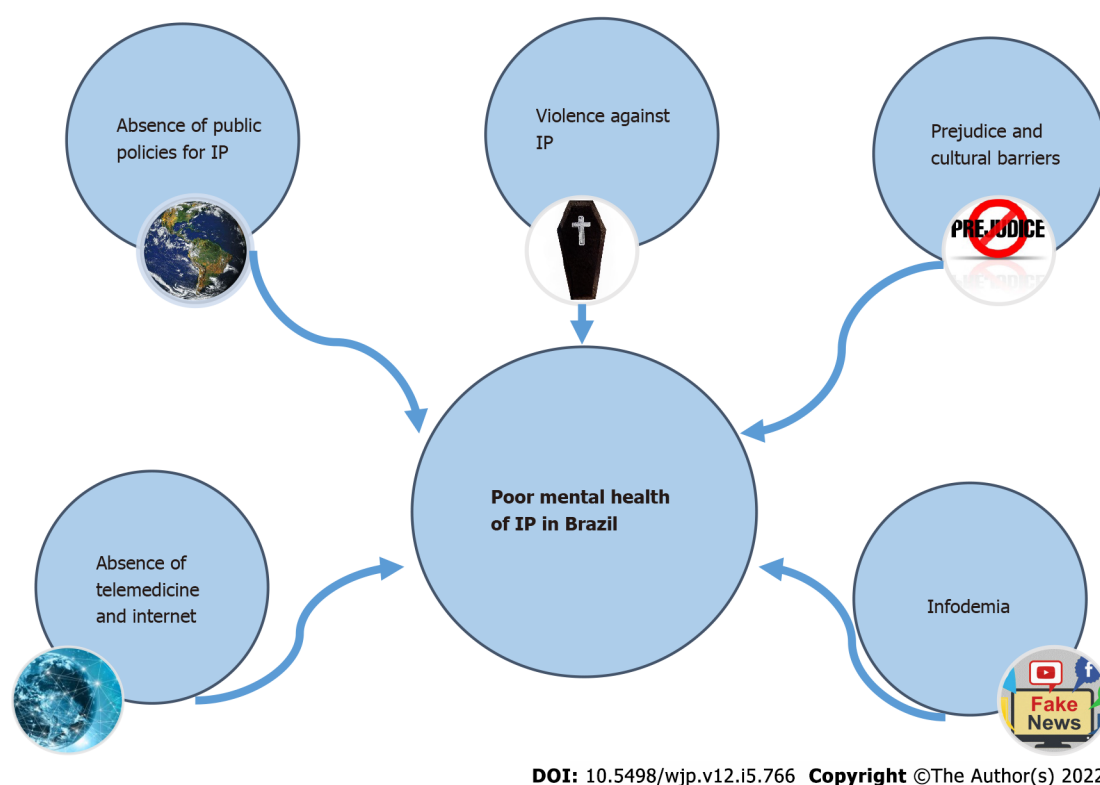 Absence of public
policies for IP
Violence against
IP
Prejudice and
cultural barriers
PREJUDICE
Poor mental health
of IP in Brazil
Absence of
telemedicine
and internet
Infodemia
f
Fake
News
DOI: 10.5498/wjp.v12.i5.766 Copyright ©The Author(s) 2022